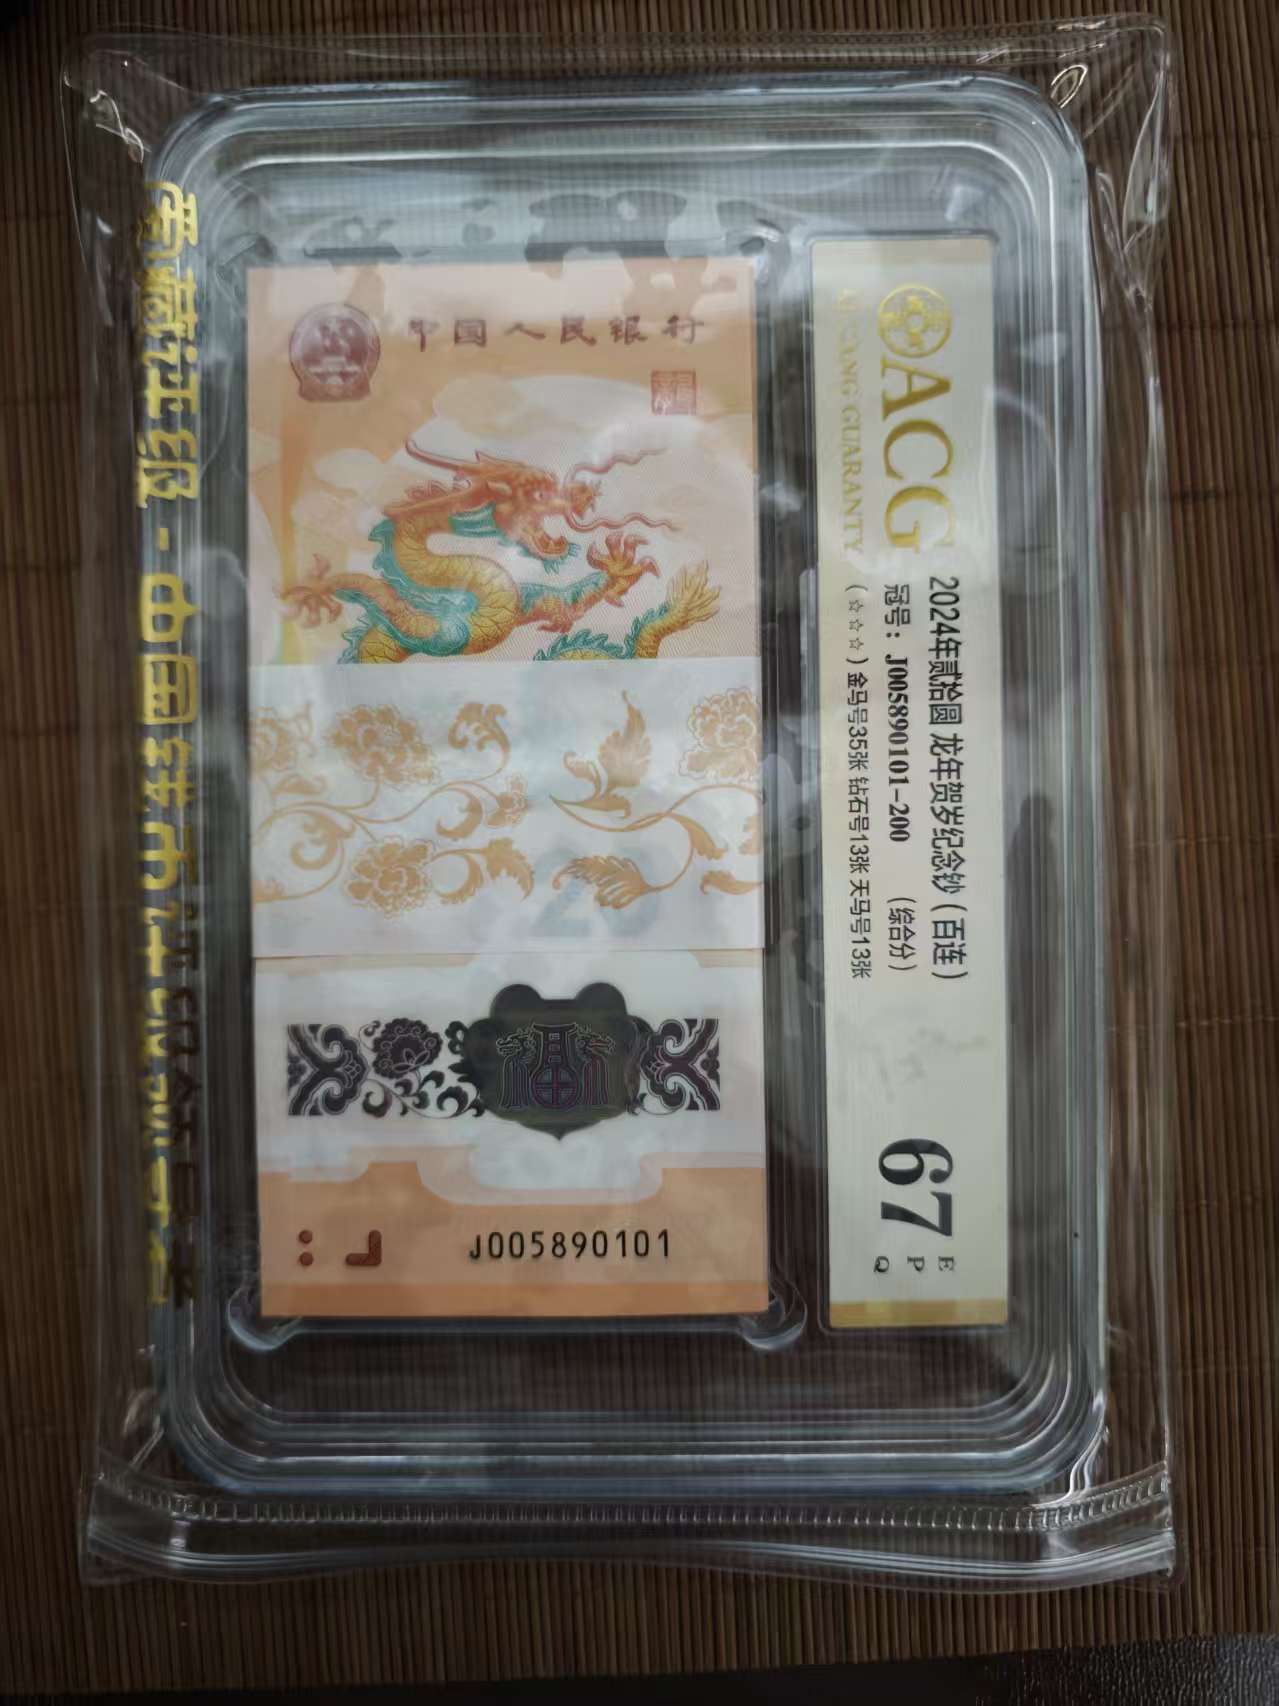 中国人民银行
J005890101
ACG
AICANG GUARANTY
2024年贰拾圆 龙年贺岁纪念钞(百连)
冠号:J005890101-200 (综合分)
(☆☆☆)金马号35张 钻石号13张 天马号13张
67
E
P
Q